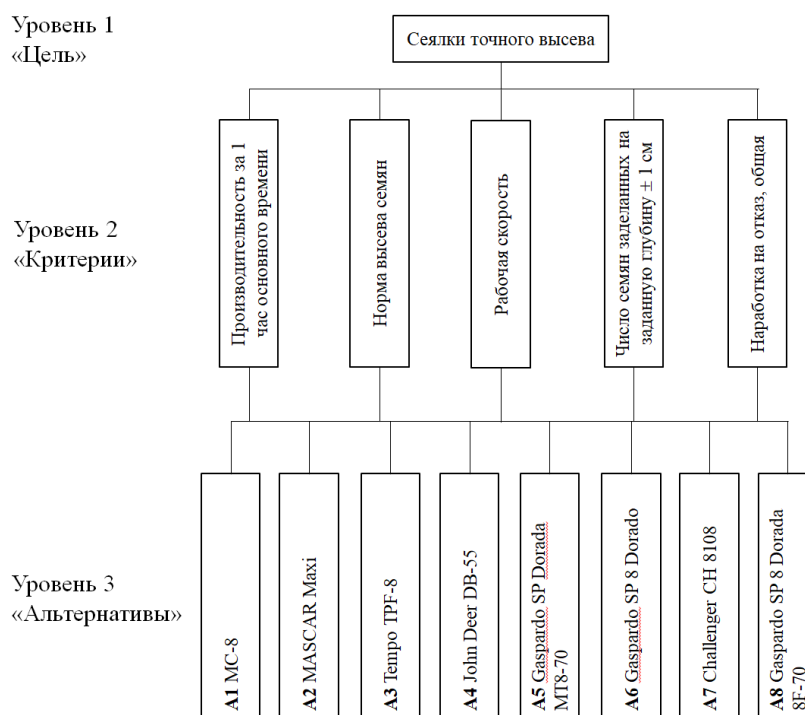 Уровень 1
«Цель»
Сеялки точного высева
Уровень 2
«Критерии»
Производительность за 1
час основного времени
Норма высева семян
Рабочая скорость
Число семян заделанных на
заданную глубину ± 1 см
Наработка на отказ, общая
Уровень 3
«Альтернативы»
A1 МС-8
A2 MASCAR Maxi
A3 Tempo TPF-8
A4 John Deer DB-55
A5 Gaspardo SP Dorada
MT8-70
A6 Gaspardo SP 8 Dorado
A7 Challenger CH 8108
A8 Gaspardo SP 8 Dorada
8F-70